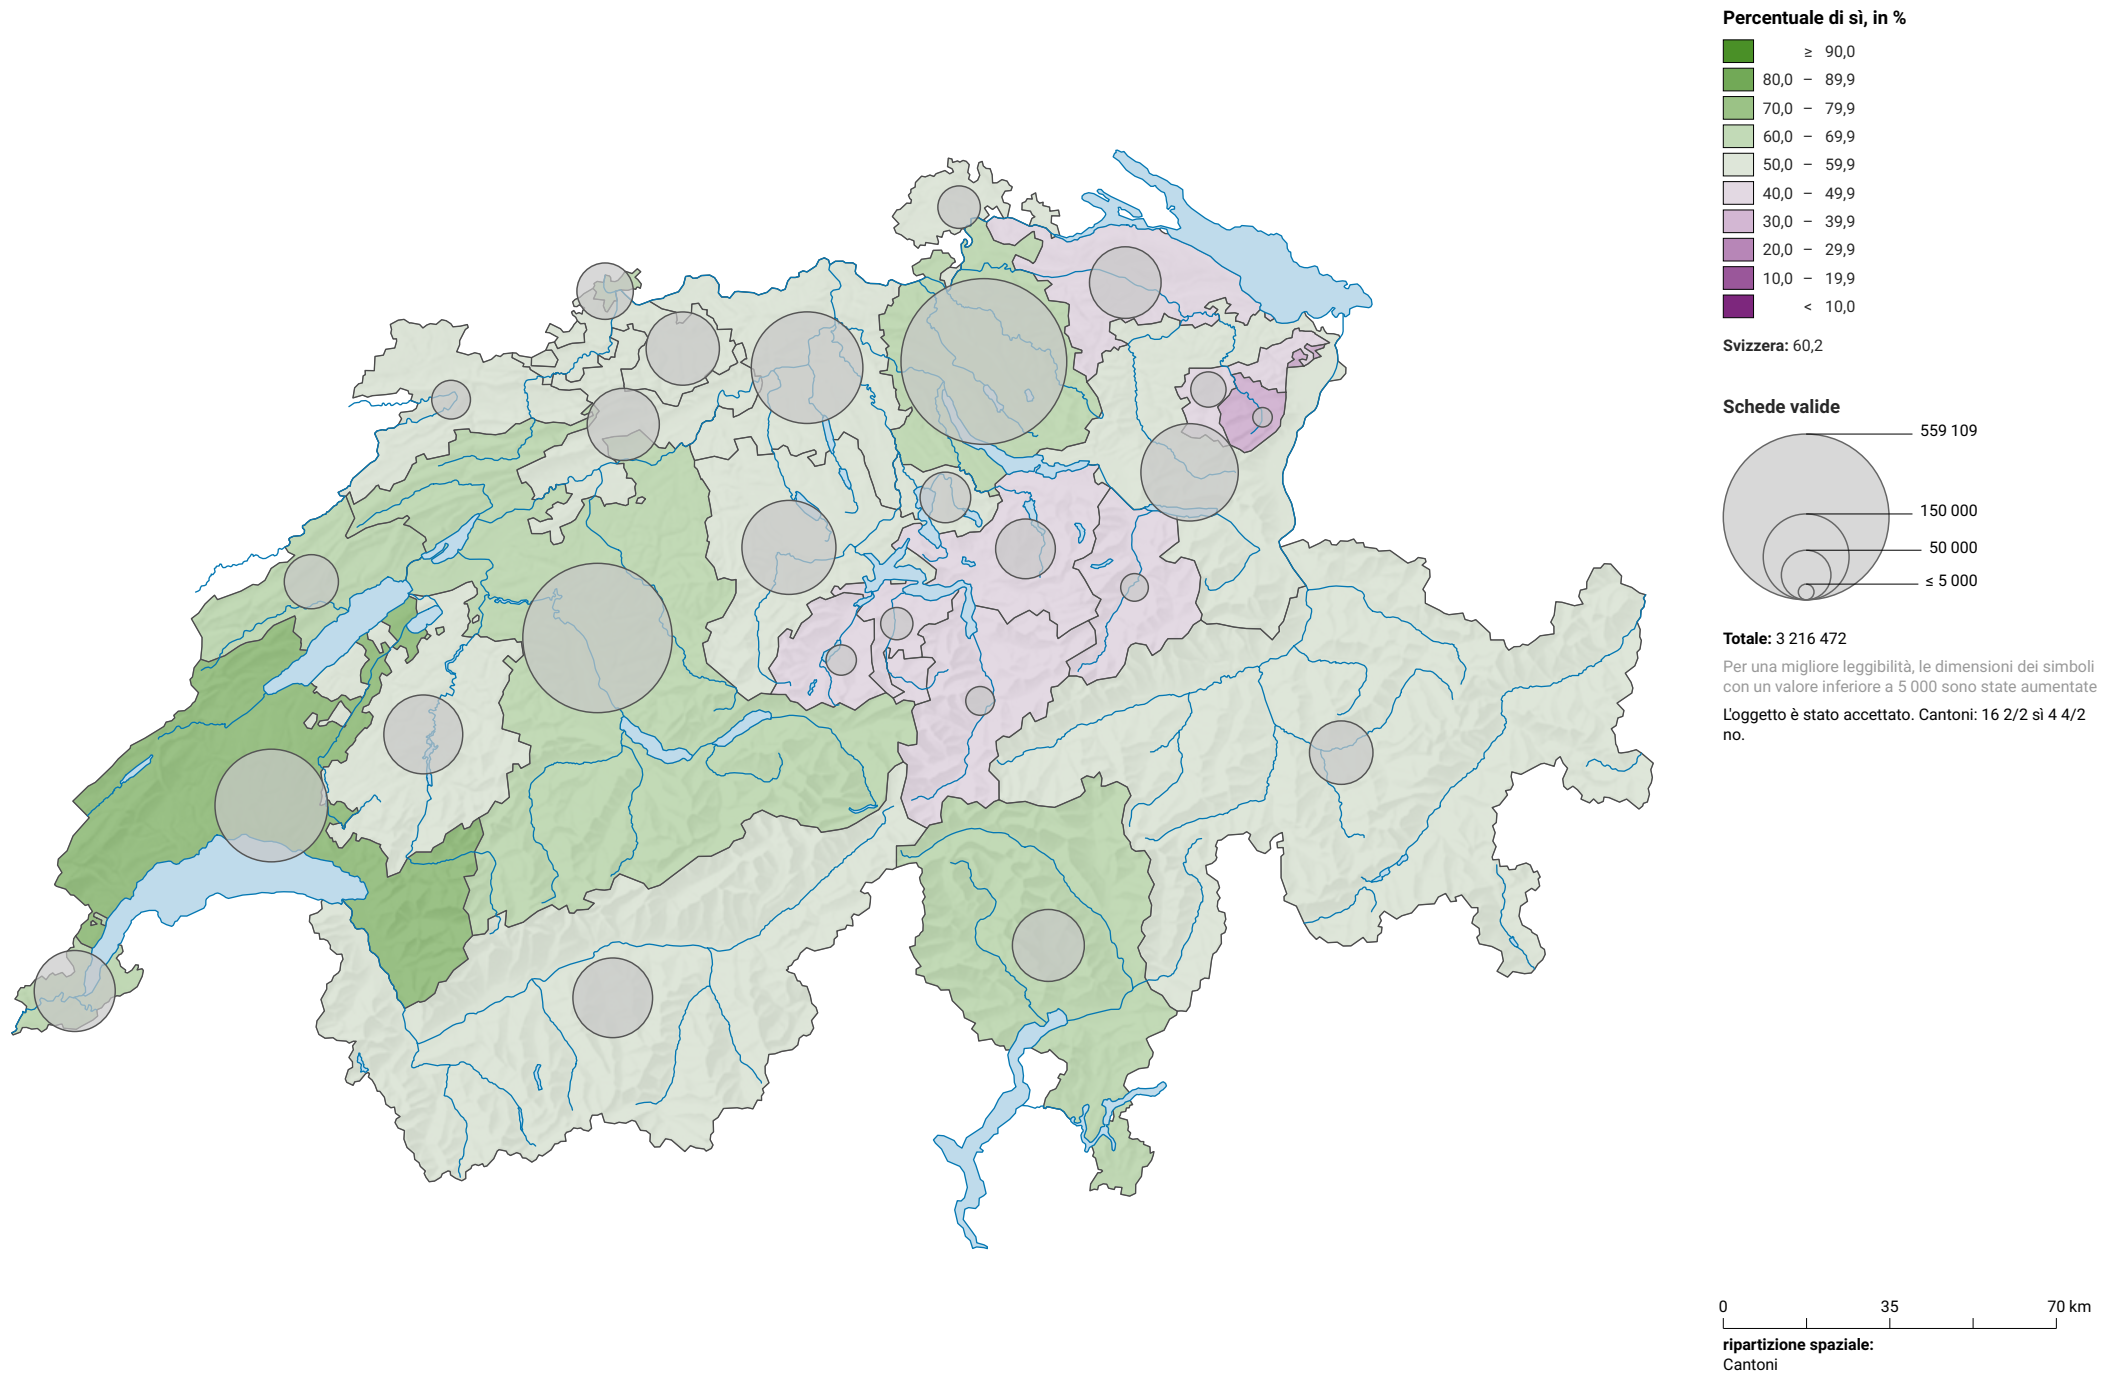 Percentuale di sì, in %
≥ 90,0
80,0 – 89,9
70,0 – 79,9
60,0 – 69,9
50,0 – 59,9
40,0 – 49,9
30,0 – 39,9
20,0 – 29,9
10,0 – 19,9
< 10,0
Svizzera: 60,2
Schede valide
559 109
150 000
50 000
≤ 5 000
Totale: 3 216 472
Per una migliore leggibilità, le dimensioni dei simboli
con un valore inferiore a 5 000 sono state aumentate
L'oggetto è stato accettato. Cantoni: 16 2/2 sì 4 4/2
no.
0 35 70 km
ripartizione spaziale:
Cantoni